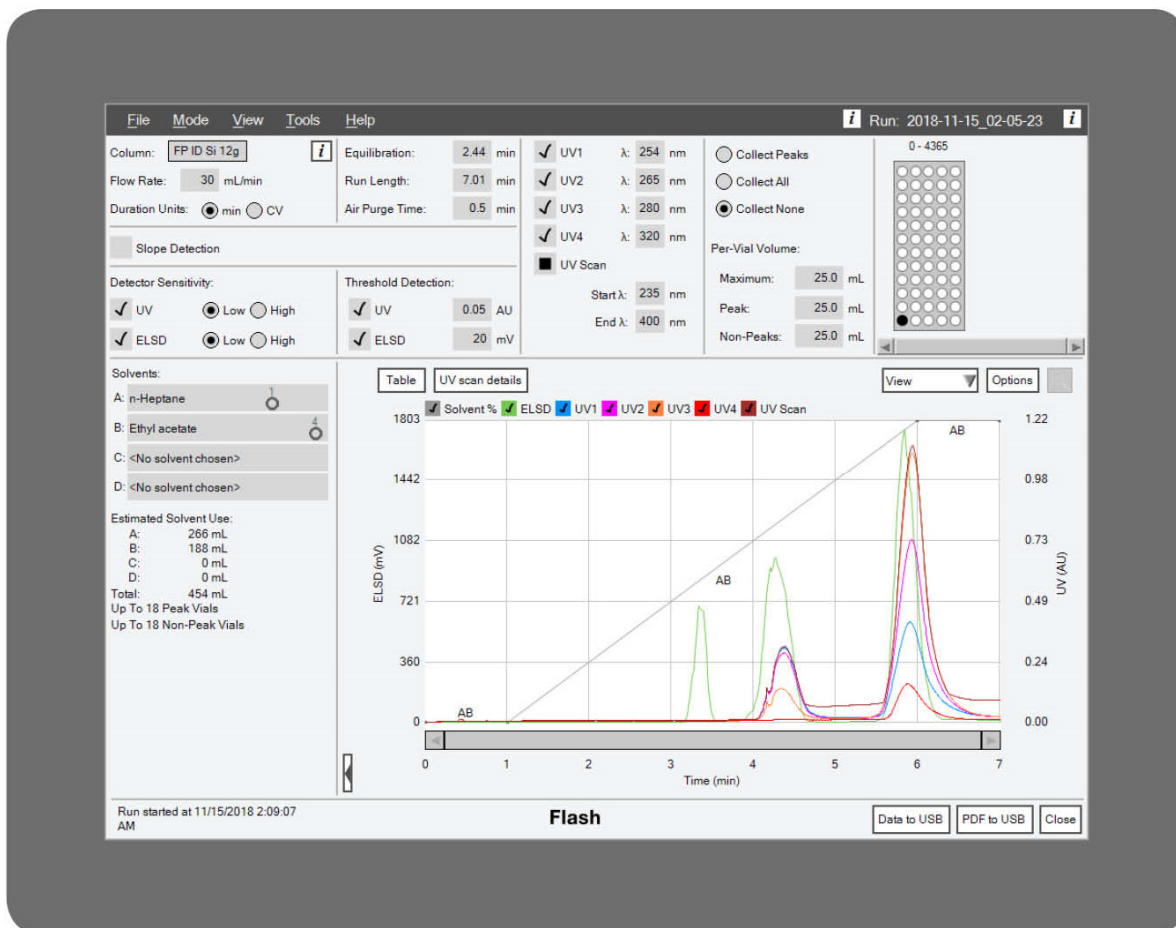 File Mode View Tools Help i Run: 2018-11-15_02-05-23 i
Column: FP ID Si 12g i
Flow Rate: 30 mL/min
Duration Units: min CV
Slope Detection
Detector Sensitivity:
UV Low High
ELSD Low High
Equilibration: 2.44 min
Run Length: 7.01 min
Air Purge Time: 0.5 min
Threshold Detection:
UV 0.05 AU
ELSD 20 mV
UV1 λ: 254 nm
UV2 λ: 265 nm
UV3 λ: 280 nm
UV4 λ: 320 nm
UV Scan
Start λ: 235 nm
End λ: 400 nm
Collect Peaks
Collect All
Collect None
Per-Vial Volume:
Maximum: 25.0 mL
Peak: 25.0 mL
Non-Peaks: 25.0 mL
0 - 4365
Solvents:
A: n-Heptane 1
B: Ethyl acetate 4
C: <No solvent chosen>
D: <No solvent chosen>
Estimated Solvent Use:
A: 266 mL
B: 188 mL
C: 0 mL
D: 0 mL
Total: 454 mL
Up To 18 Peak Vials
Up To 18 Non-Peak Vials
Table UV scan details View Options
Solvent % ELSD UV1 UV2 UV3 UV4 UV Scan
1803
1442
1082
721
360
0
ELSD (mV)
AB
AB
AB
1.22
0.98
0.73
0.49
0.24
0.00
UV (AU)
0 1 2 3 4 5 6 7
Time (min)
Run started at 11/15/2018 2:09:07
AM
Flash
Data to USB PDF to USB Close